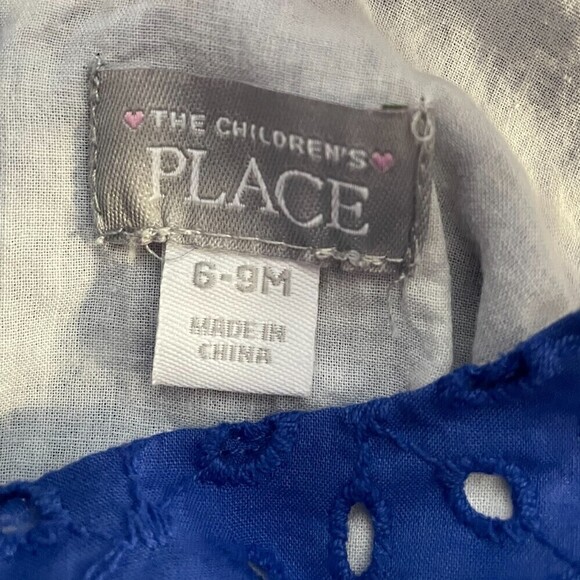 THE CHILDREN'S
PLACE
6-9M
MADE IN
CHINA